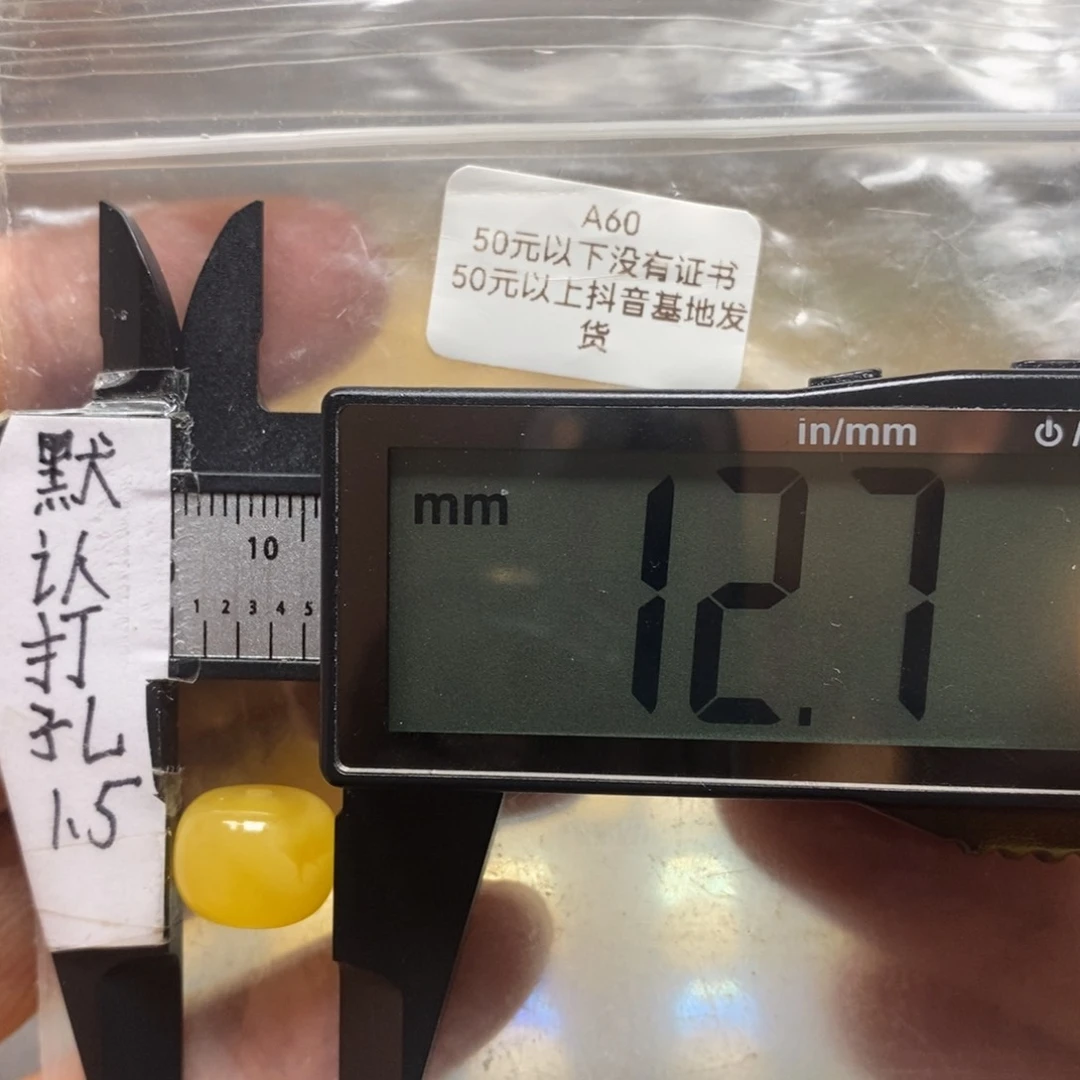 A60
50元以下没有证书
50元以上抖音基地发
货
in/mm
mm
12.7
10
1 2 3 4 5
默
认
打
孔
1.5